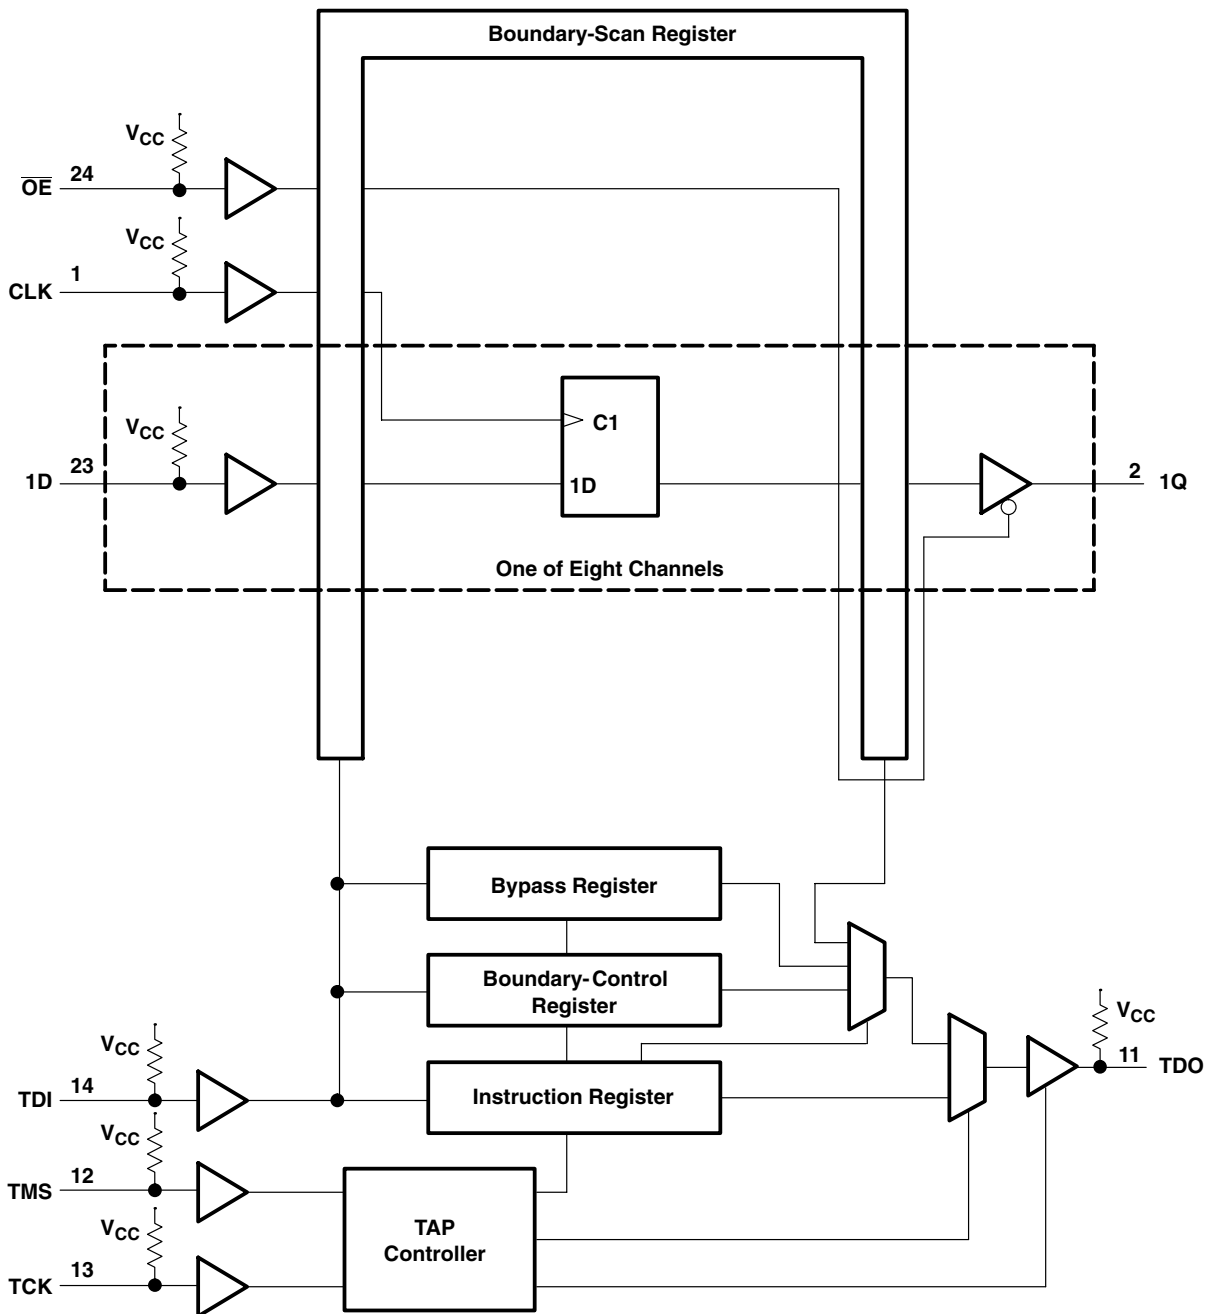 Boundary-Scan Register
VCC
OE 24
VCC
CLK 1
VCC
1D 23
C1
1D
2 1Q
One of Eight Channels
Bypass Register
Boundary-Control
Register
VCC
VCC
TDI 14
Instruction Register
11 TDO
VCC
TMS 12
TAP
Controller
VCC
TCK 13